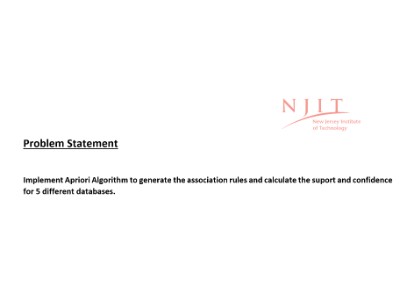 NJIT
New Jersey Institute
of Technology
Problem Statement
Implement Apriori Algorithm to generate the association rules and calculate the suport and confidence
for 5 different databases.